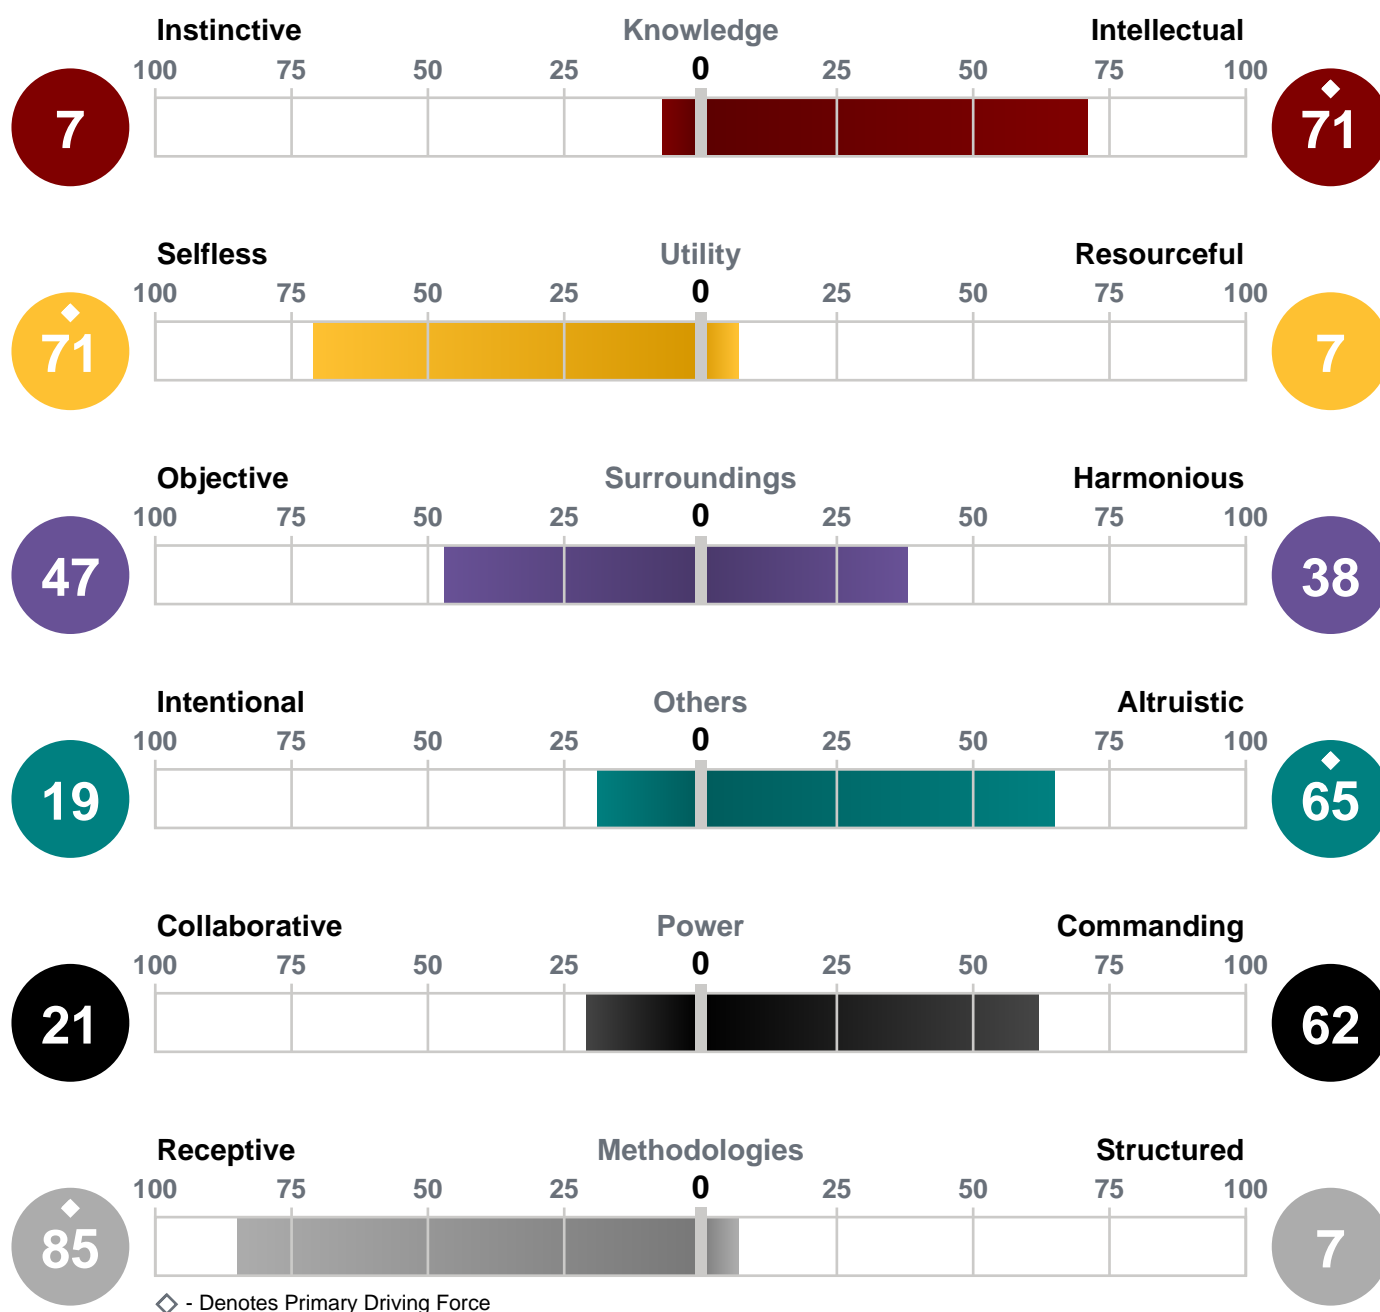 Instinctive Knowledge Intellectual
100 75 50 25 0 25 50 75 100
7 71
Selfless Utility Resourceful
100 75 50 25 0 25 50 75 100
71 7
Objective Surroundings Harmonious
100 75 50 25 0 25 50 75 100
47 38
Intentional Others Altruistic
100 75 50 25 0 25 50 75 100
19 65
Collaborative Power Commanding
100 75 50 25 0 25 50 75 100
21 62
Receptive Methodologies Structured
100 75 50 25 0 25 50 75 100
85 7
- Denotes Primary Driving Force